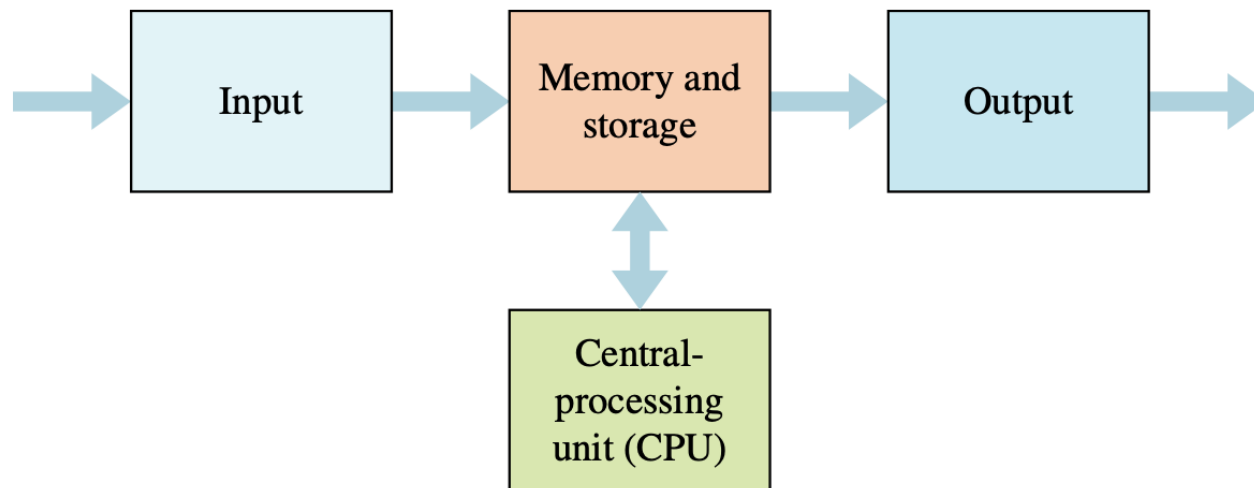 Input
Memory and
storage
Output
Central-
processing
unit (CPU)